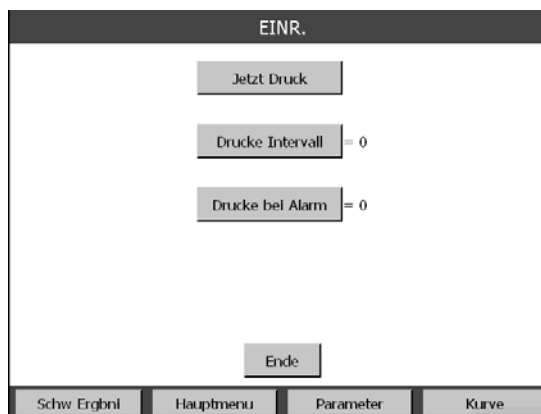 EINR.
Jetzt Druck
Drucke Intervall = 0
Drucke bei Alarm = 0
Ende
Schw Ergbni Hauptmenu Parameter Kurve